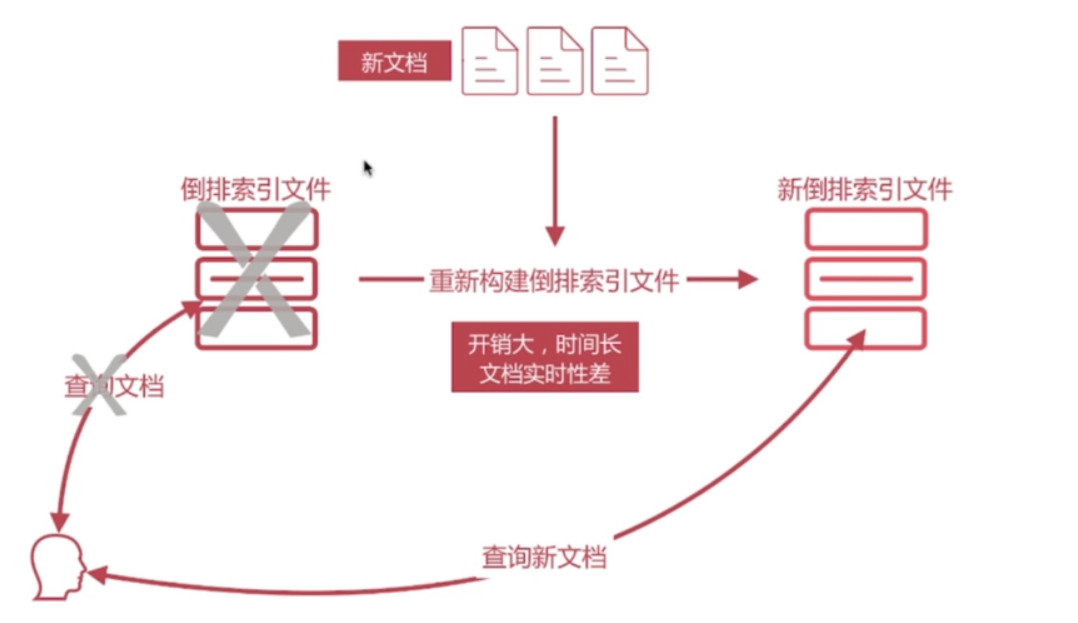 新文档
倒排索引文件
新倒排索引文件
重新构建倒排索引文件
开销大，时间长
文档实时性差
查询文档
查询新文档